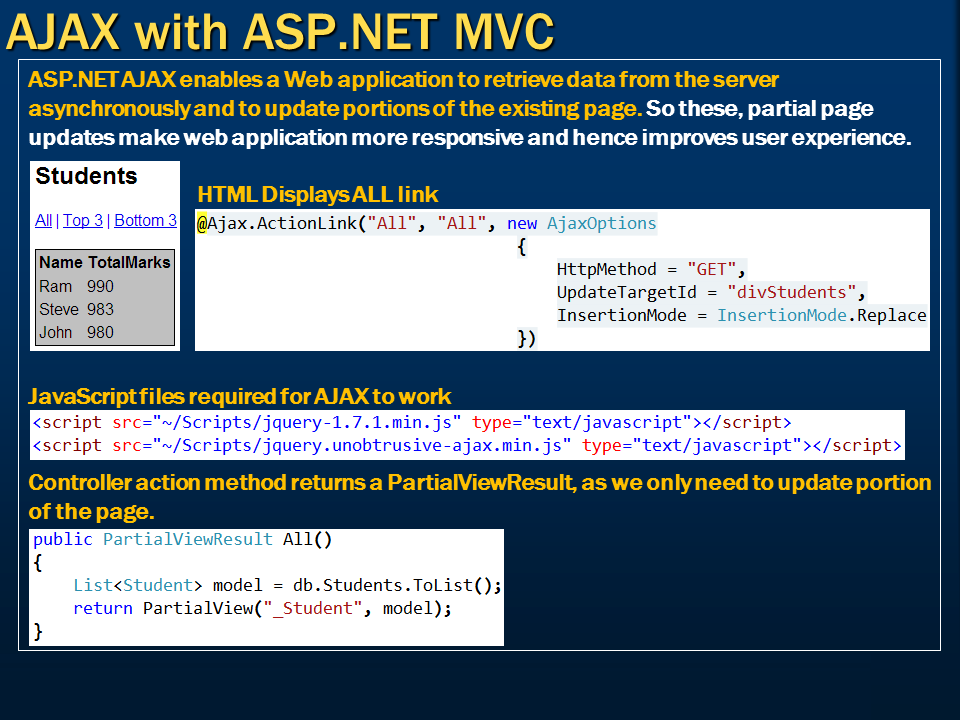 AJAX with ASP.NET MVC
ASP.NET AJAX enables a Web application to retrieve data from the server
asynchronously and to update portions of the existing page. So these, partial page
updates make web application more responsive and hence improves user experience.
Students
All | Top 3 | Bottom 3
Name TotalMarks
Ram 990
Steve 983
John 980
HTML Displays ALL link
@Ajax.ActionLink("All", "All", new AjaxOptions
{
HttpMethod = "GET",
UpdateTargetId = "divStudents",
InsertionMode = InsertionMode.Replace
})
JavaScript files required for AJAX to work
<script src="~/Scripts/jquery-1.7.1.min.js" type="text/javascript"></script>
<script src="~/Scripts/jquery.unobtrusive-ajax.min.js" type="text/javascript"></script>
Controller action method returns a PartialViewResult, as we only need to update portion
of the page.
public PartialViewResult All()
{
List<Student> model = db.Students.ToList();
return PartialView("_Student", model);
}